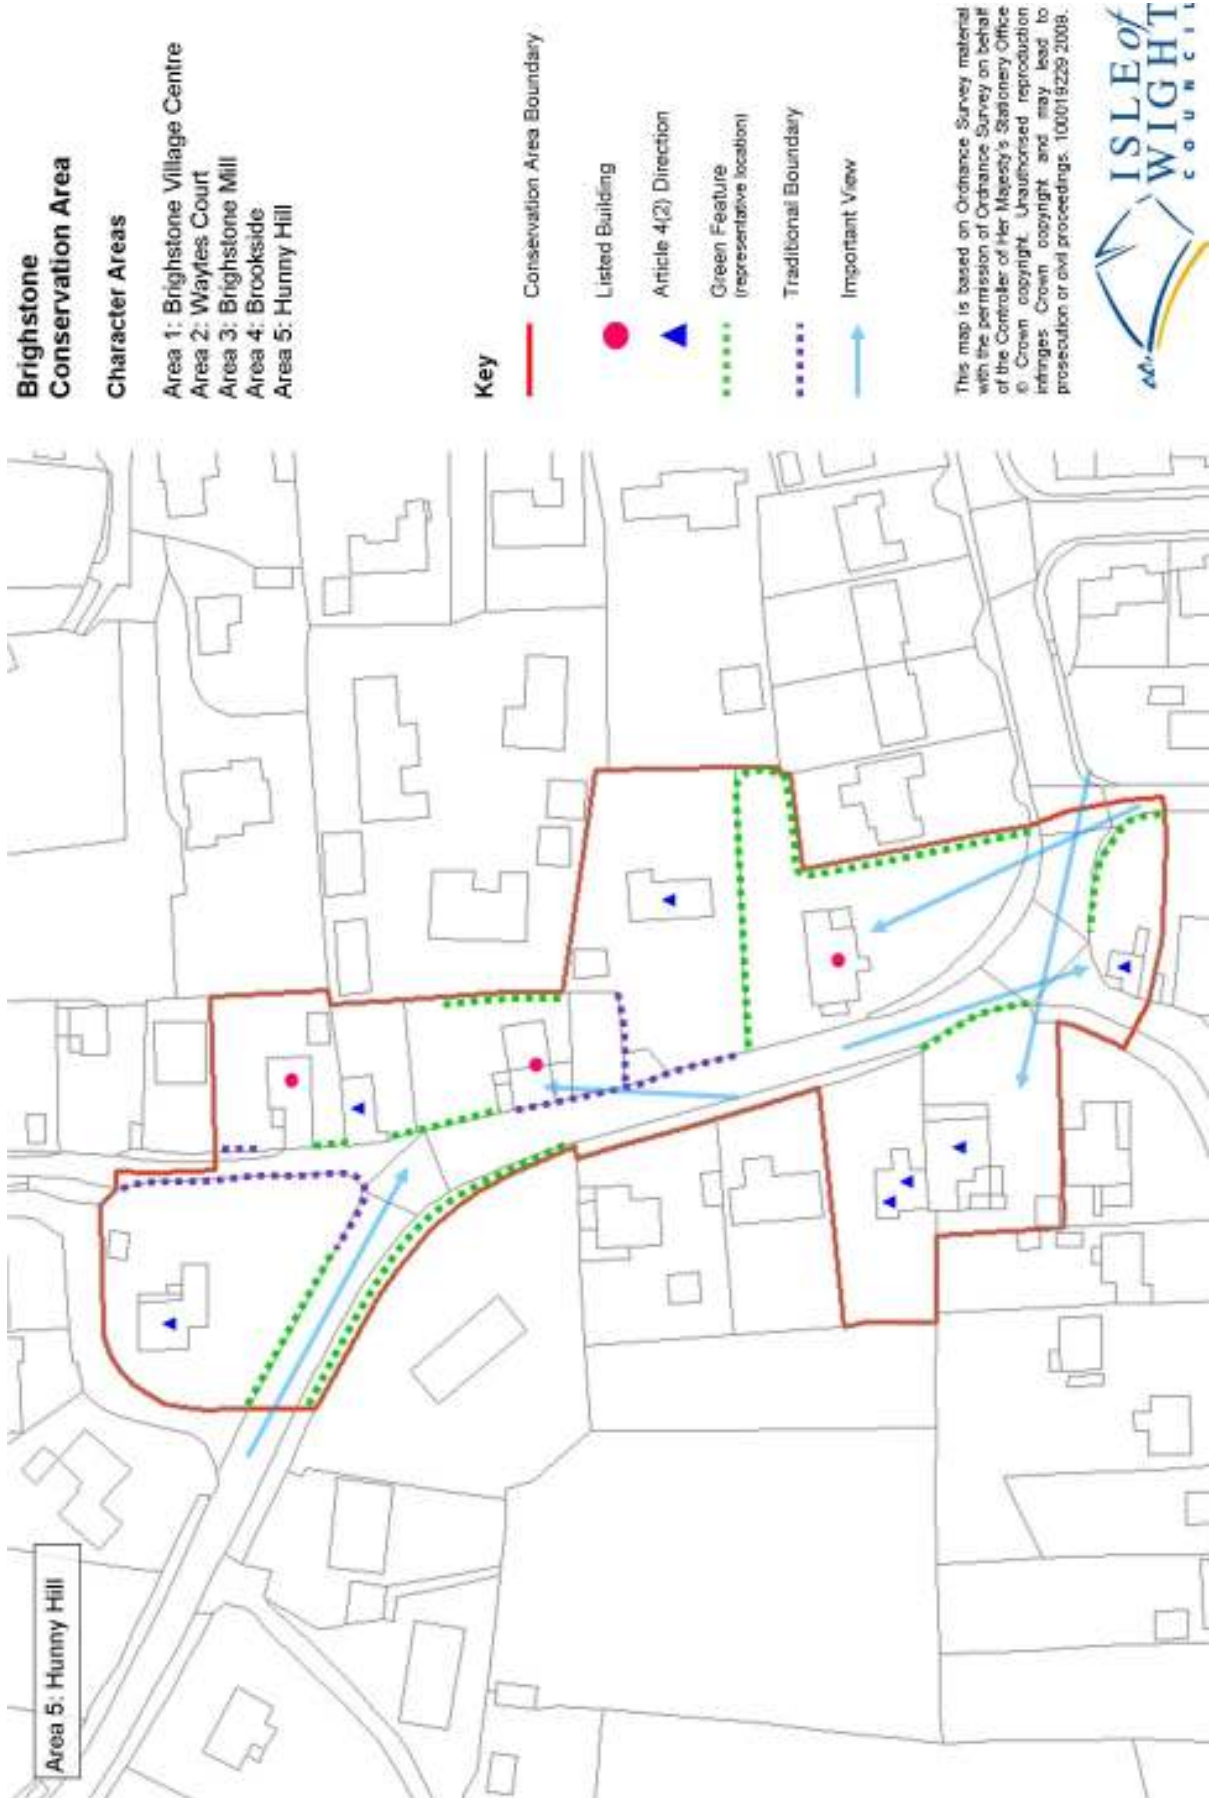 Area 5: Hunny Hill
Brighstone
Conservation Area
Character Areas
Area 1: Brighstone Village Centre
Area 2: Waytes Court
Area 3: Brighstone Mill
Area 4: Brookside
Area 5: Hunny Hill
Key
Conservation Area Boundary
Listed Building
Article 4(2) Direction
Green Feature
(representative location)
Traditional Boundary
Important View
This map is based on Ordnance Survey material
with the permission of Ordnance Survey on behalf
of the Controller of Her Majesty's Stationery Office
© Crown copyright. Unauthorised reproduction
infringes Crown copyright and may lead to
prosecution or civil proceedings. 100019229 2009.
ISLE of
WIGHT
COUNCIL